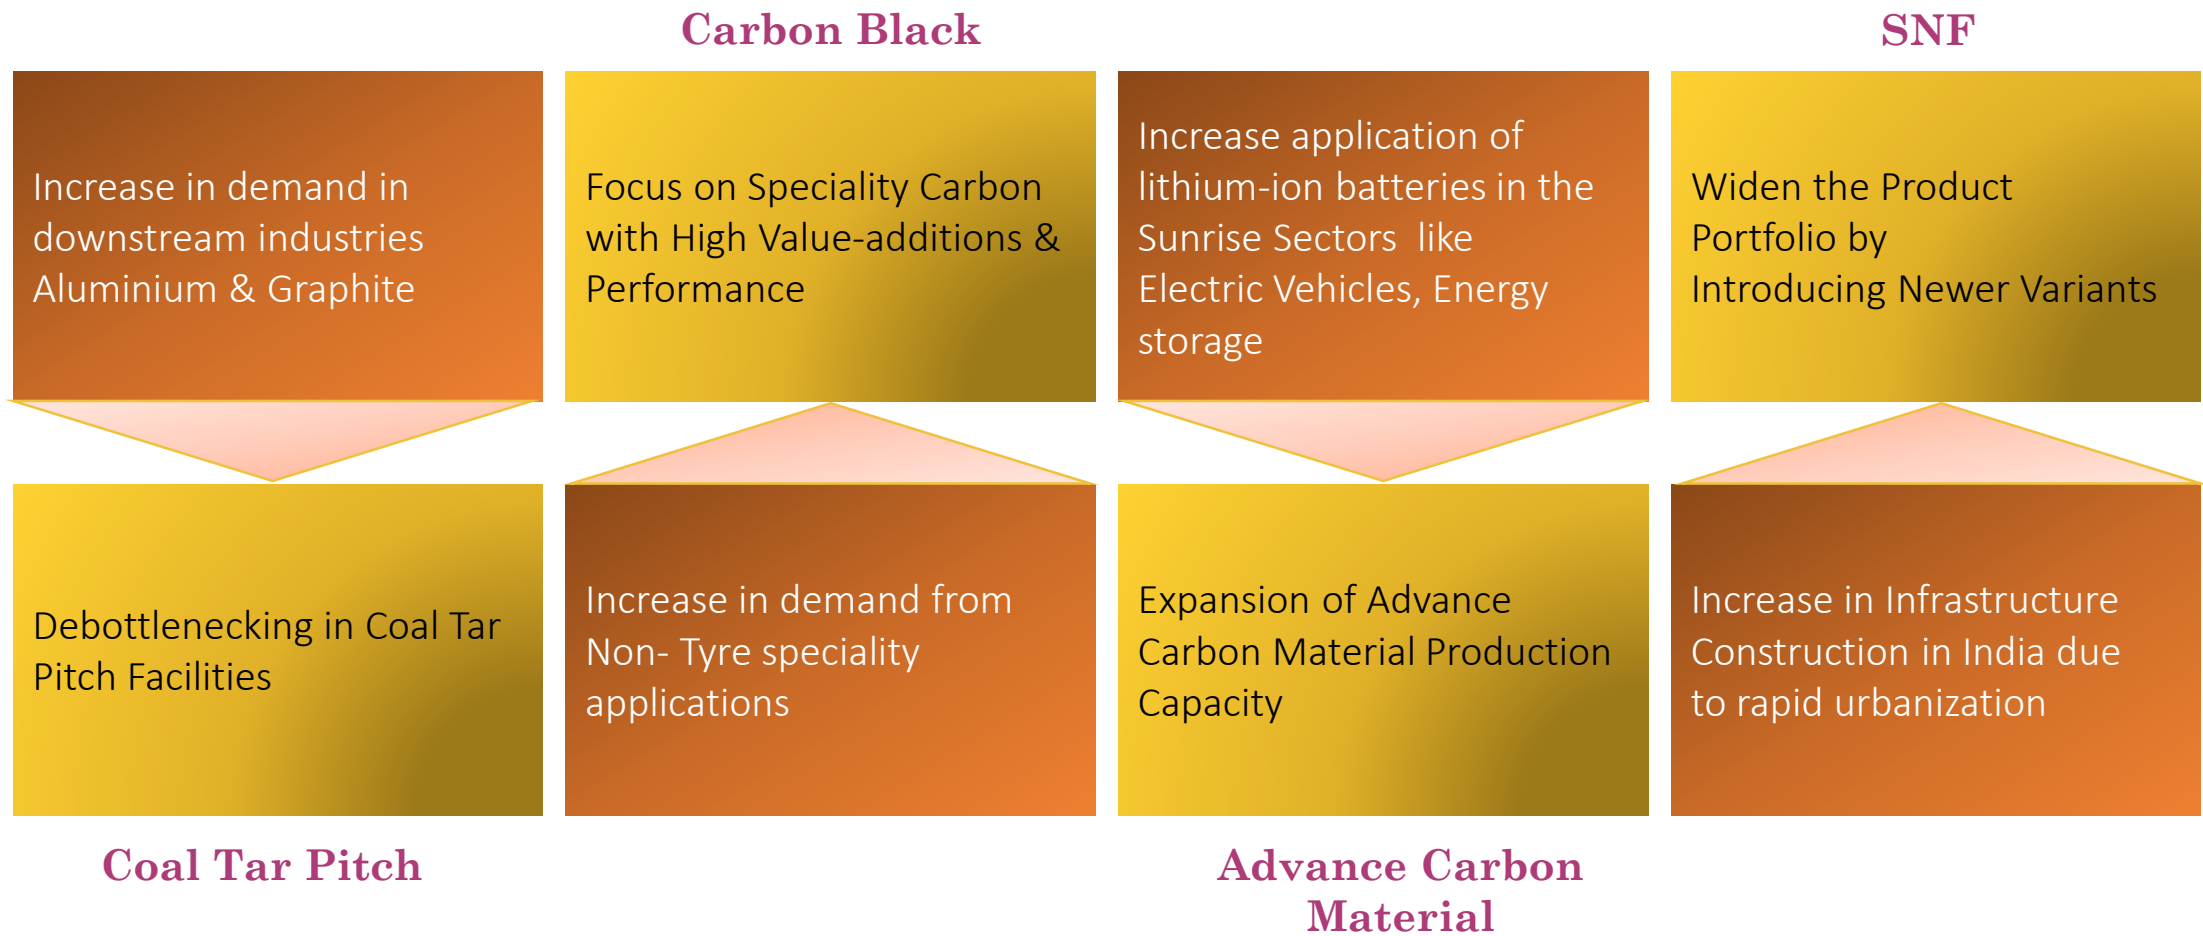 Carbon Black
SNF
Increase in demand in
downstream industries
Aluminium & Graphite
Focus on Speciality Carbon
with High Value-additions &
Performance
Increase application of
lithium-ion batteries in the
Sunrise Sectors  like
Electric Vehicles, Energy
storage
Widen the Product
Portfolio by
Introducing Newer Variants
Debottlenecking in Coal Tar
Pitch Facilities
Increase in demand from
Non- Tyre speciality
applications
Expansion of Advance
Carbon Material Production
Capacity
Increase in Infrastructure
Construction in India due
to rapid urbanization
Coal Tar Pitch
Advance Carbon
Material